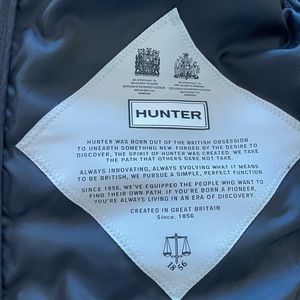 HUNTER
HUNTER WAS BORN OUT OF THE BRITISH OBSESSION
TO UNEARTH SOMETHING NEW. FORGED BY THE DESIRE TO
DISCOVER, THE SPIRIT OF HUNTER WAS CREATED. WE TAKE
THE PATH THAT OTHERS DARE NOT TAKE.
ALWAYS INNOVATING, ALWAYS EVOLVING WHAT IT MEANS
TO BE BRITISH, WE PURSUE A SIMPLE, PERFECT FUNCTION
SINCE 1856, WE'VE EQUIPPED THE PEOPLE WHO WANT TO
FIND THEIR OWN PATH. IF YOU'RE BORN A PIONEER,
YOU'RE ALWAYS LIVING IN AN ERA OF DISCOVERY.
CREATED IN GREAT BRITAIN
Since, 1856
1856